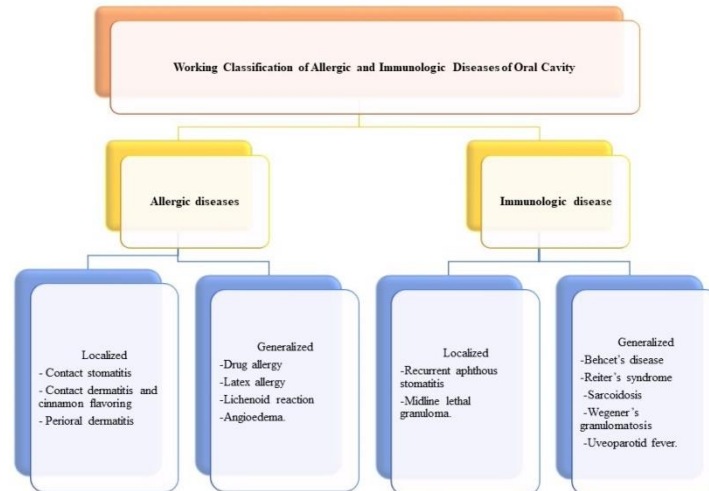 Working Classification of Allergic and Immunologic Diseases of Oral Cavity
Allergic diseases
Immunologic disease
Localized
- Contact stomatitis
- Contact dermatitis and
cinnamon flavoring
- Perioral dermatitis
Generalized
-Drug allergy
-Latex allergy
-Lichenoid reaction
-Angioedema.
Localized
-Recurrent aphthous
stomatitis
-Midline lethal
granuloma.
Generalized
-Behcet’s disease
-Reiter’s syndrome
-Sarcoidosis
-Wegener’s
granulomatosis
-Uveoparotid fever.